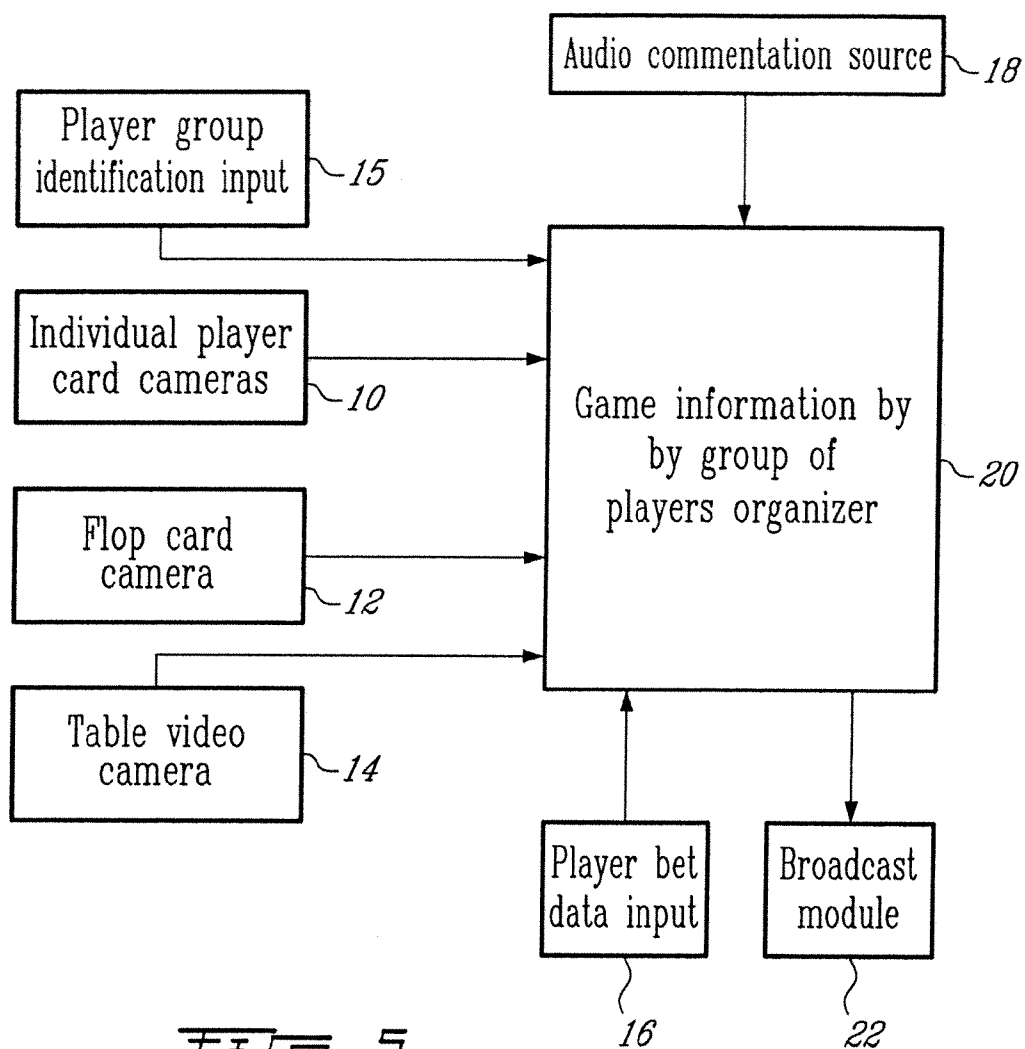 Audio commentation source
18
Player group
identification input
15
Individual player
card cameras
10
Game information by
by group of
players organizer
20
Flop card
camera
12
Table video
camera
14
Player bet
data input
16
Broadcast
module
22